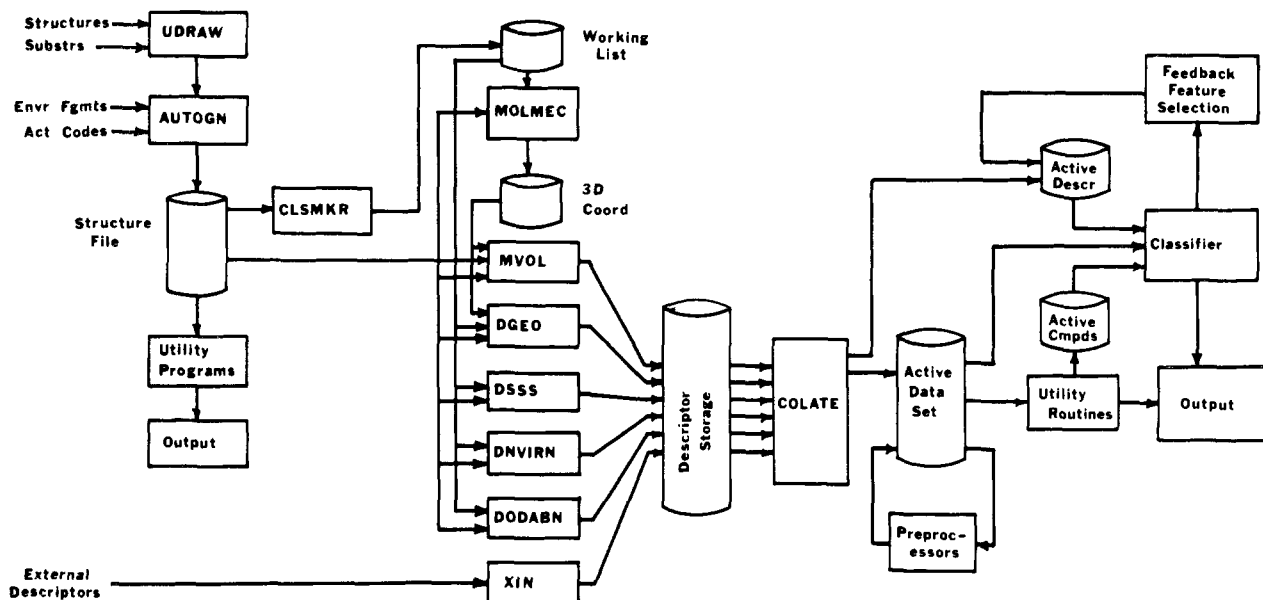 Structures
Substrs
UDRAW
Envr Fgmts
Act Codes
AUTOGN
Structure
File
CLSMKR
Utility
Programs
Output
Working
List
MOLMEC
3D
Coord
MVOL
DGEO
DSSS
DNVIRN
DODABN
External
Descriptors
XIN
Descriptor
Storage
COLATE
Active
Data
Set
Preproc-
essors
Feedback
Feature
Selection
Active
Descr
Classifier
Active
Cmpds
Utility
Routines
Output